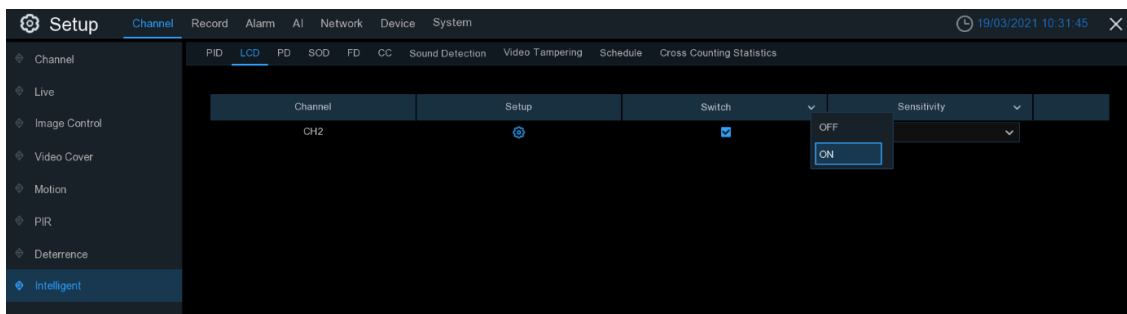 Setup Channel Record Alarm AI Network Device System 19/03/2021 10:31:45
Channel
Live
Image Control
Video Cover
Motion
PIR
Deterrence
Intelligent
PID LCD PD SOD FD CC Sound Detection Video Tampering Schedule Cross Counting Statistics
Channel Setup Switch Sensitivity
CH2
OFF
ON